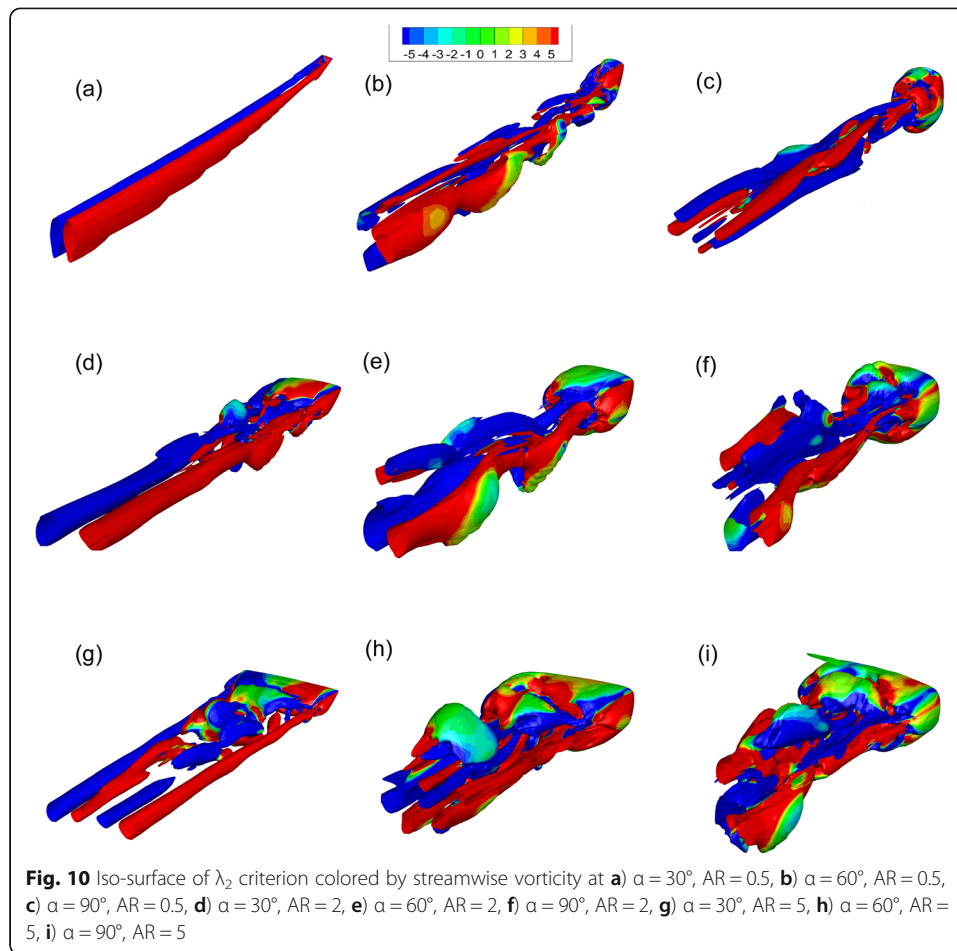 -5 -4 -3 -2 -1 0 1 2 3 4 5
(a)
(b)
(c)
(d)
(e)
(f)
(g)
(h)
(i)
Fig. 10 Iso-surface of λ₂ criterion colored by streamwise vorticity at a) α = 30°, AR = 0.5, b) α = 60°, AR = 0.5,
c) α = 90°, AR = 0.5, d) α = 30°, AR = 2, e) α = 60°, AR = 2, f) α = 90°, AR = 2, g) α = 30°, AR = 5, h) α = 60°, AR =
5, i) α = 90°, AR = 5